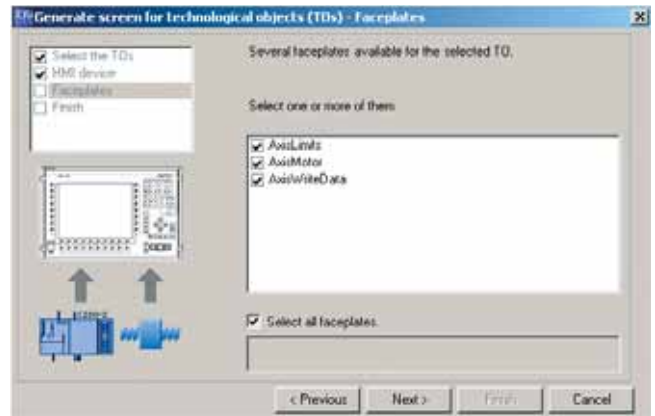 Generate screen for technological objects (TOs) - Faceplates
Select the TOs
HMI device
Faceplates
Finish
Several faceplates available for the selected TO.
Select one or more of them
AxisLimits
AxisMotor
AxisWriteData
Select all faceplates.
< Previous
Next >
Finish
Cancel